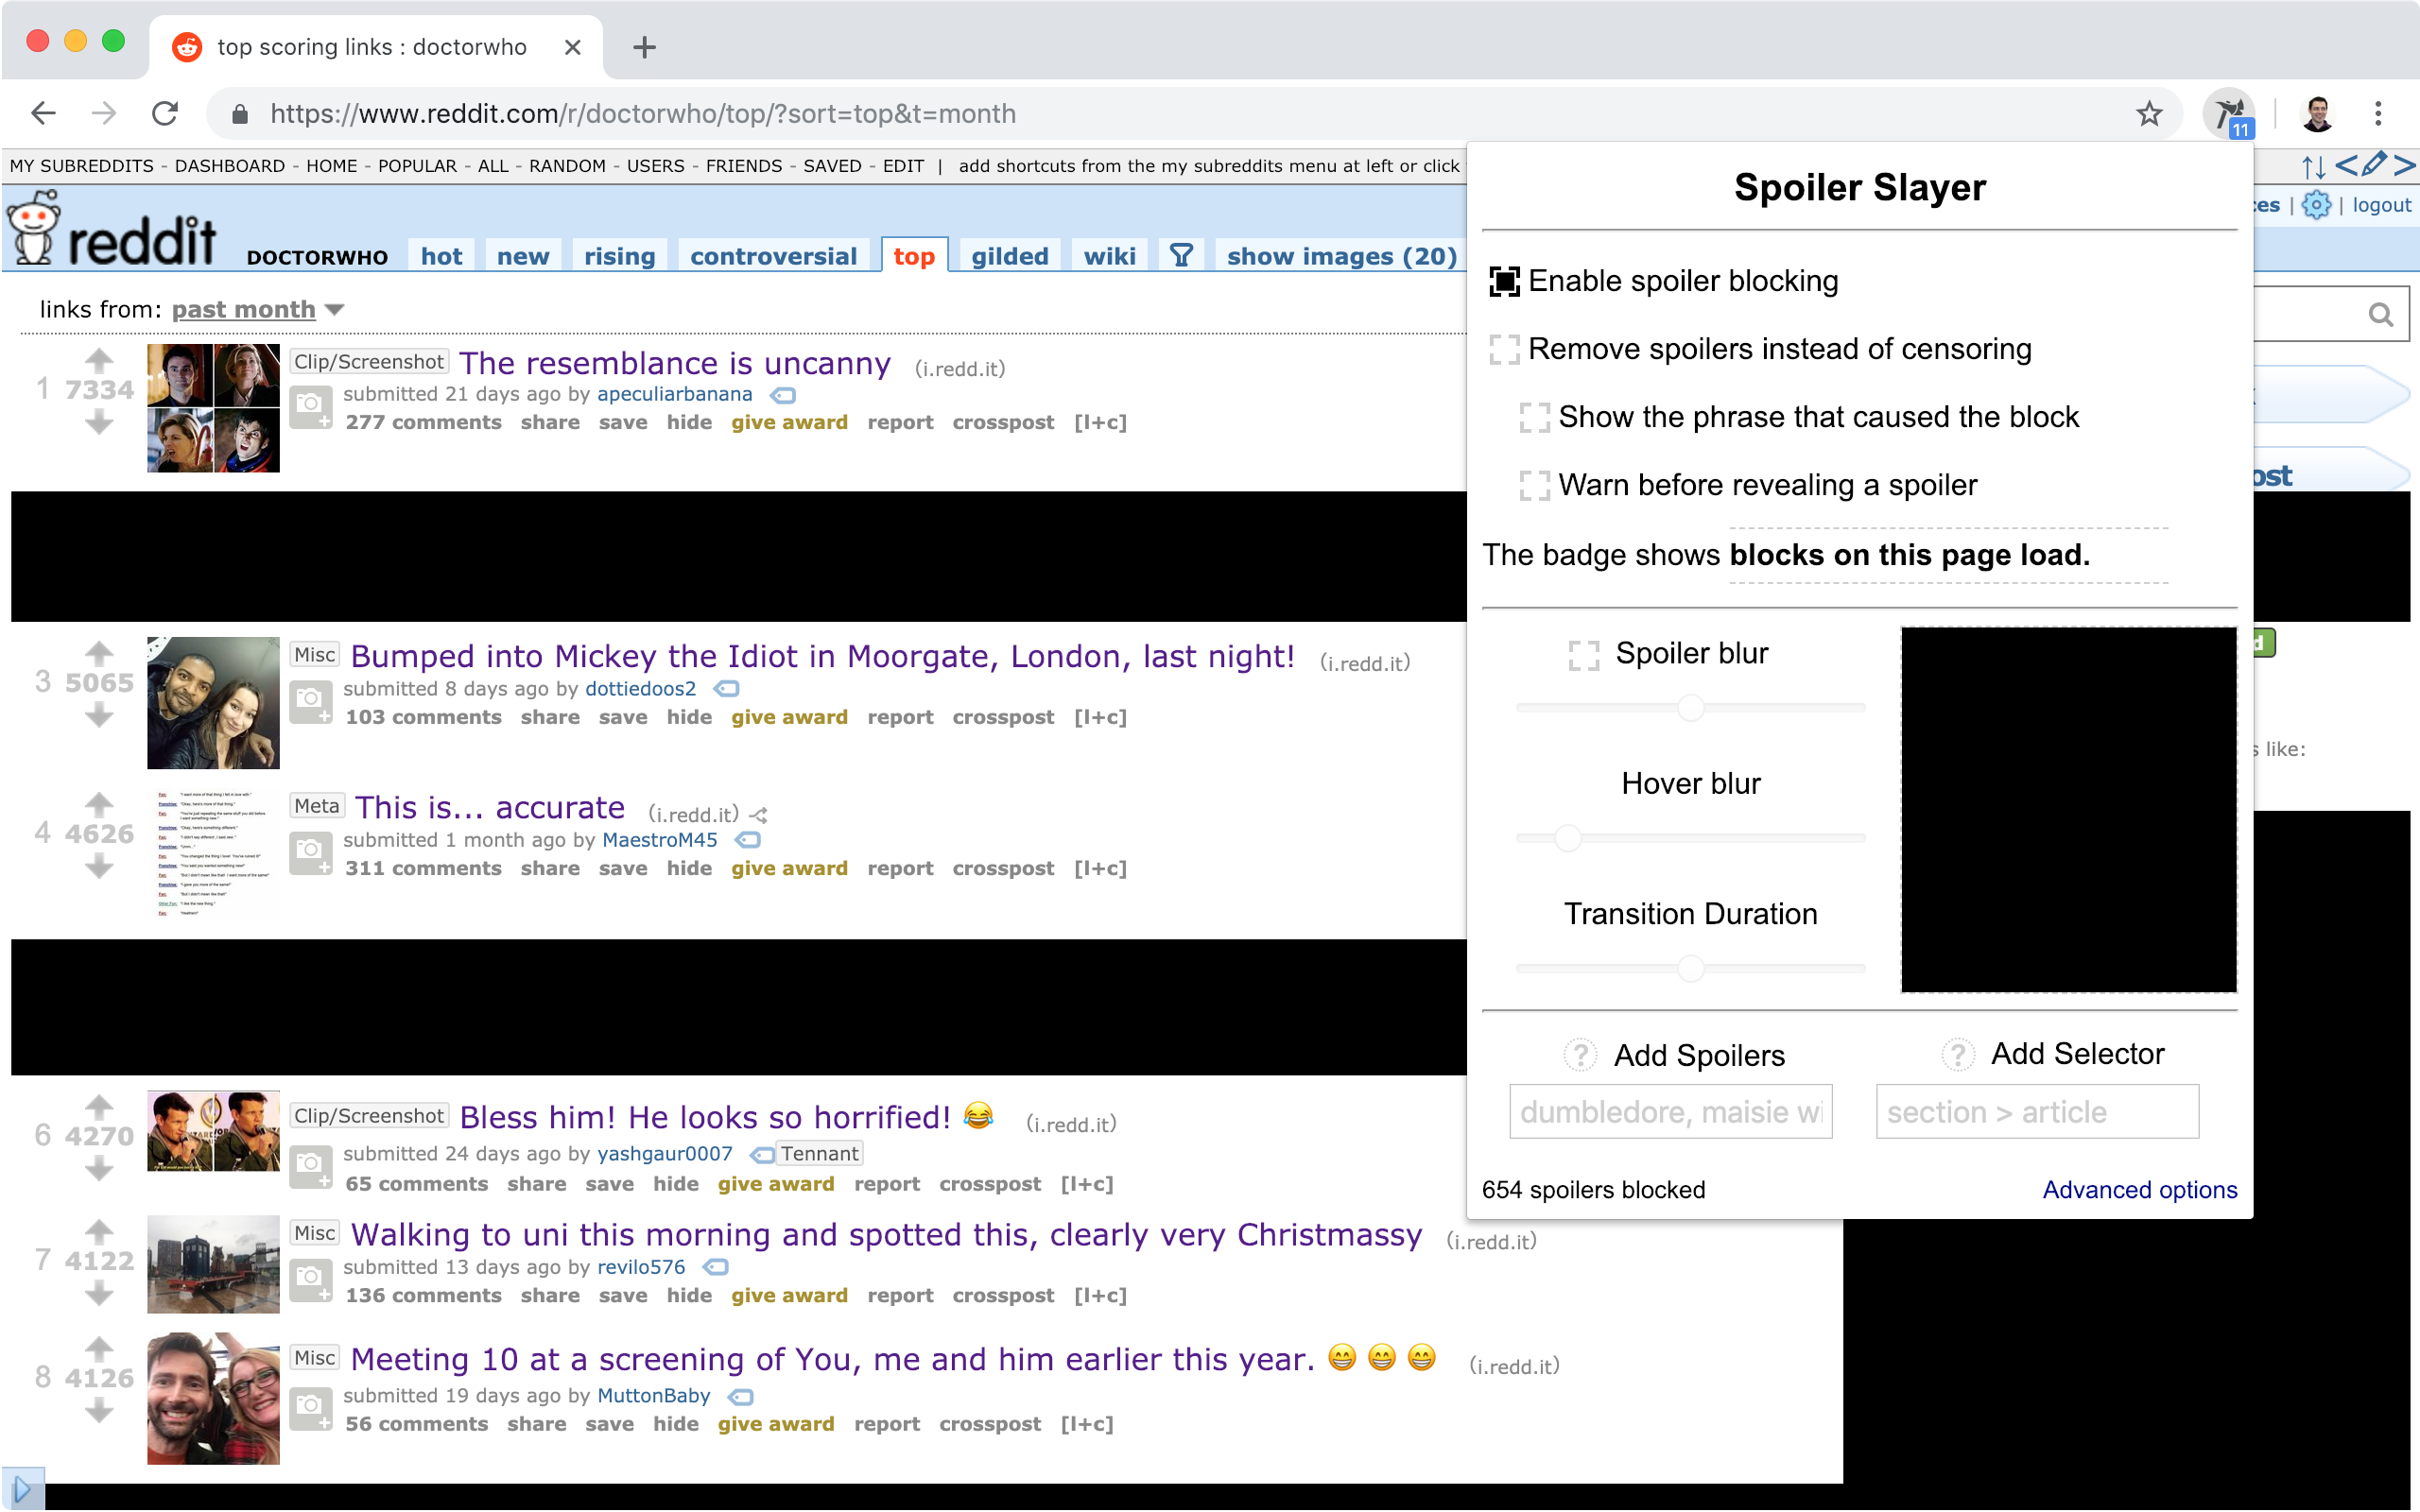 top scoring links : doctorwho
https://www.reddit.com/r/doctorwho/top/?sort=top&t=month
11
MY SUBREDDITS - DASHBOARD - HOME - POPULAR - ALL - RANDOM - USERS - FRIENDS - SAVED - EDIT | add shortcuts from the my subreddits menu at left or click
| logout
reddit DOCTORWHO hot new rising controversial top gilded wiki show images (20)
links from: past month
1 7334
Clip/Screenshot The resemblance is uncanny (i.redd.it)
submitted 21 days ago by apeculiarbanana
277 comments share save hide give award report crosspost [l+c]
3 5065
Misc Bumped into Mickey the Idiot in Moorgate, London, last night! (i.redd.it)
submitted 8 days ago by dottiedoos2
103 comments share save hide give award report crosspost [l+c]
4 4626
Meta This is... accurate (i.redd.it)
submitted 1 month ago by MaestroM45
311 comments share save hide give award report crosspost [l+c]
6 4270
Clip/Screenshot Bless him! He looks so horrified! 😂 (i.redd.it)
submitted 24 days ago by yashgaur0007 Tennant
65 comments share save hide give award report crosspost [l+c]
7 4122
Misc Walking to uni this morning and spotted this, clearly very Christmassy (i.redd.it)
submitted 13 days ago by revilo576
136 comments share save hide give award report crosspost [l+c]
8 4126
Misc Meeting 10 at a screening of You, me and him earlier this year. 😁 😁 😁 (i.redd.it)
submitted 19 days ago by MuttonBaby
56 comments share save hide give award report crosspost [l+c]
Spoiler Slayer
Enable spoiler blocking
Remove spoilers instead of censoring
Show the phrase that caused the block
Warn before revealing a spoiler
The badge shows blocks on this page load.
Spoiler blur
Hover blur
Transition Duration
? Add Spoilers
dumbledore, maisie wi
? Add Selector
section > article
654 spoilers blocked
Advanced options
like: